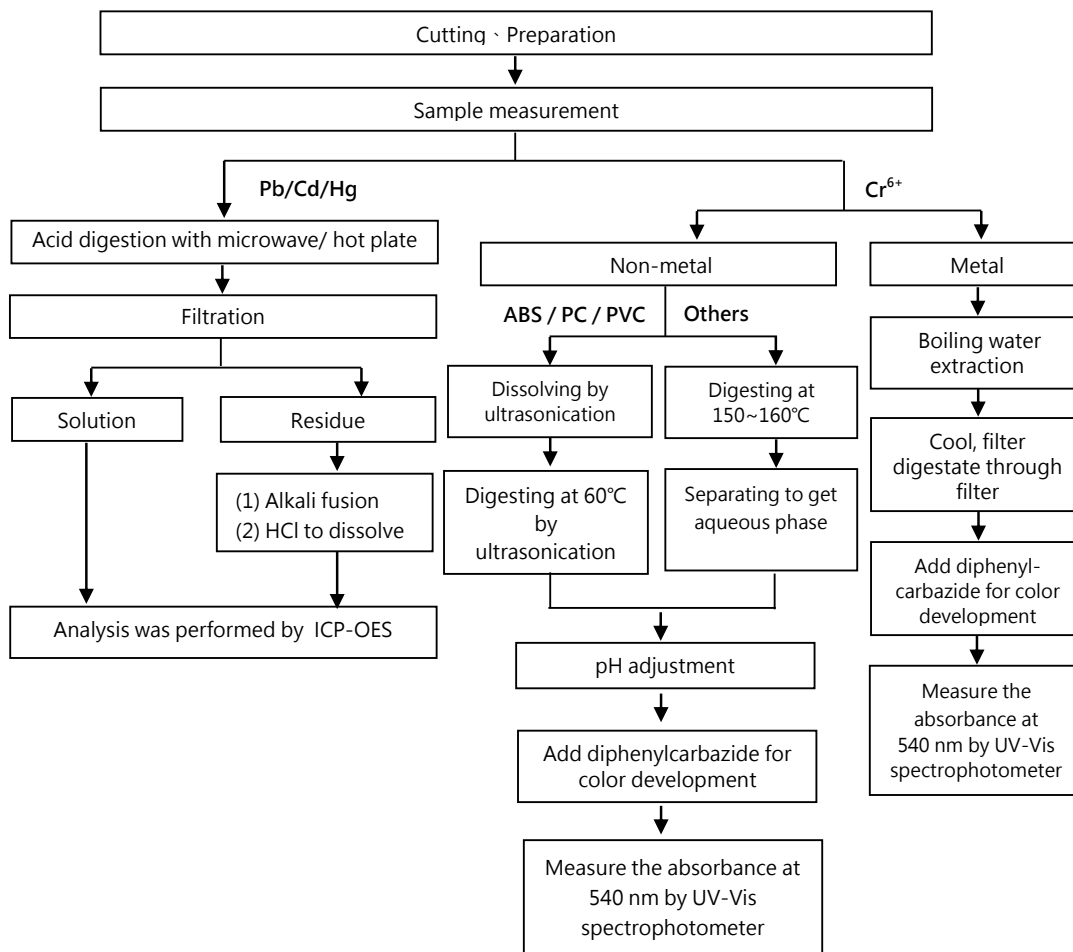 Cutting、Preparation
Sample measurement
Pb/Cd/Hg
Cr⁶⁺
Acid digestion with microwave/ hot plate
Filtration
Solution
Residue
(1) Alkali fusion
(2) HCl to dissolve
Analysis was performed by ICP-OES
Non-metal
ABS / PC / PVC
Others
Dissolving by
ultrasonication
Digesting at
150~160℃
Digesting at 60℃
by
ultrasonication
Separating to get
aqueous phase
pH adjustment
Add diphenylcarbazide for
color development
Measure the absorbance at
540 nm by UV-Vis
spectrophotometer
Metal
Boiling water
extraction
Cool, filter
digestate through
filter
Add diphenyl-
carbazide for color
development
Measure the
absorbance at
540 nm by UV-Vis
spectrophotometer